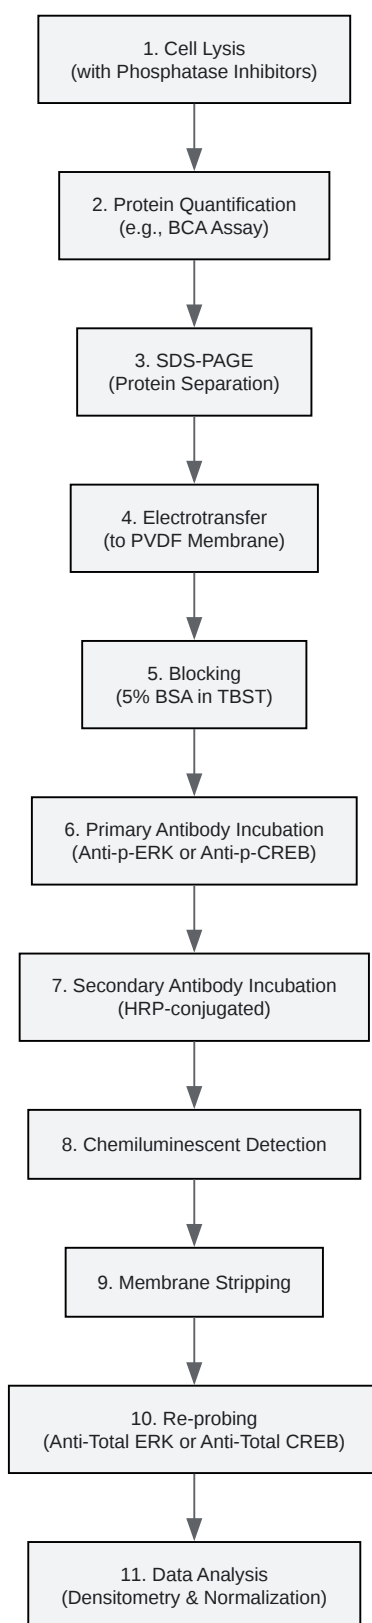 1. Cell Lysis
(with Phosphatase Inhibitors)
2. Protein Quantification
(e.g., BCA Assay)
3. SDS-PAGE
(Protein Separation)
4. Electrotransfer
(to PVDF Membrane)
5. Blocking
(5% BSA in TBST)
6. Primary Antibody Incubation
(Anti-p-ERK or Anti-p-CREB)
7. Secondary Antibody Incubation
(HRP-conjugated)
8. Chemiluminescent Detection
9. Membrane Stripping
10. Re-probing
(Anti-Total ERK or Anti-Total CREB)
11. Data Analysis
(Densitometry & Normalization)